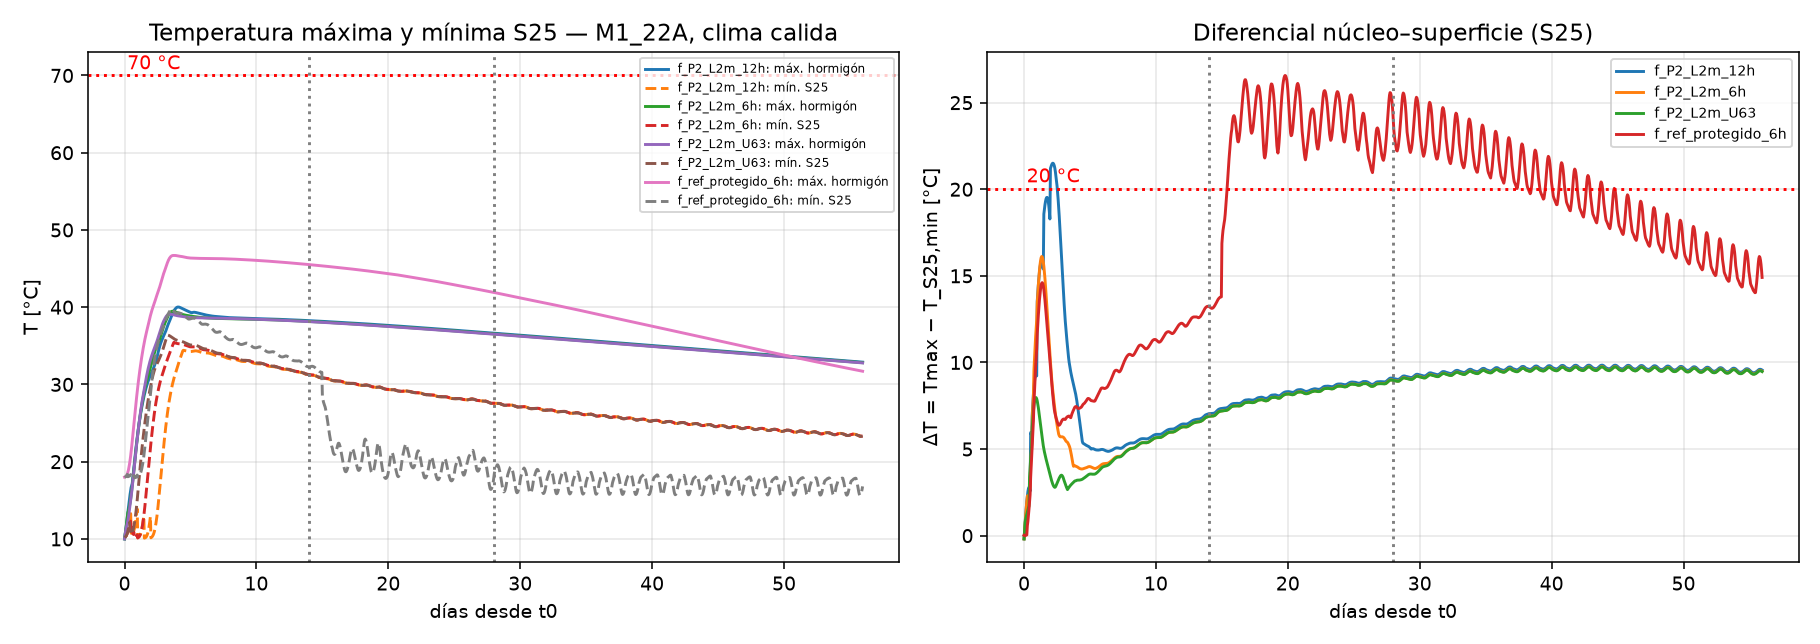 Temperatura máxima y mínima S25 — M1_22A, clima calida
70 °C
f_P2_L2m_12h: máx. hormigón
f_P2_L2m_12h: mín. S25
f_P2_L2m_6h: máx. hormigón
f_P2_L2m_6h: mín. S25
f_P2_L2m_U63: máx. hormigón
f_P2_L2m_U63: mín. S25
f_ref_protegido_6h: máx. hormigón
f_ref_protegido_6h: mín. S25
T [°C]
70
60
50
40
30
20
10
0 10 20 30 40 50
días desde t0
Diferencial núcleo–superficie (S25)
f_P2_L2m_12h
f_P2_L2m_6h
f_P2_L2m_U63
f_ref_protegido_6h
20 °C
ΔT = Tmax − T_S25,min [°C]
25
20
15
10
5
0
0 10 20 30 40 50
días desde t0